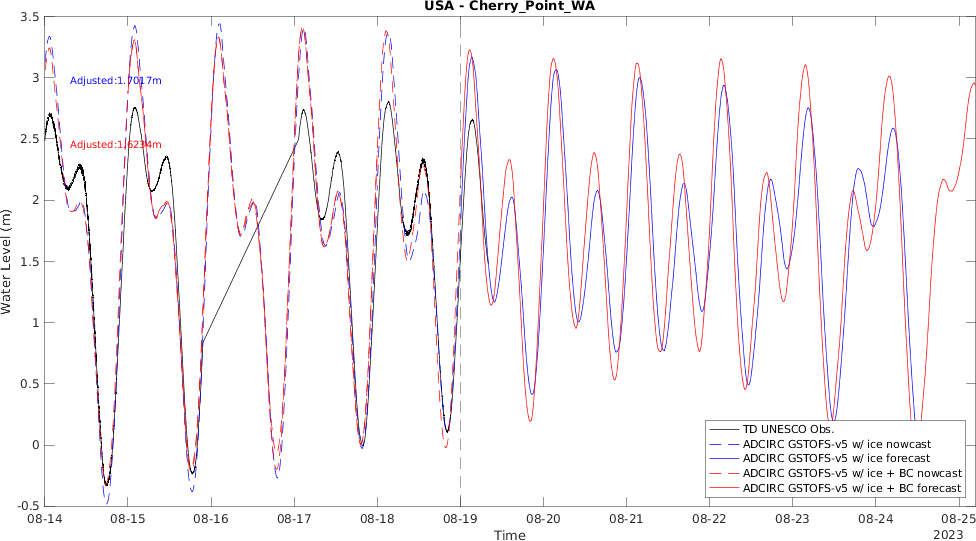 USA - Cherry_Point_WA
3.5
3
2.5
2
1.5
1
0.5
0
-0.5
Water Level (m)
Adjusted:1.7017m
Adjusted:1.6234m
TD UNESCO Obs.
ADCIRC GSTOFS-v5 w/ ice nowcast
ADCIRC GSTOFS-v5 w/ ice forecast
ADCIRC GSTOFS-v5 w/ ice + BC nowcast
ADCIRC GSTOFS-v5 w/ ice + BC forecast
08-14 08-15 08-16 08-17 08-18 08-19 08-20 08-21 08-22 08-23 08-24 08-25
Time
2023